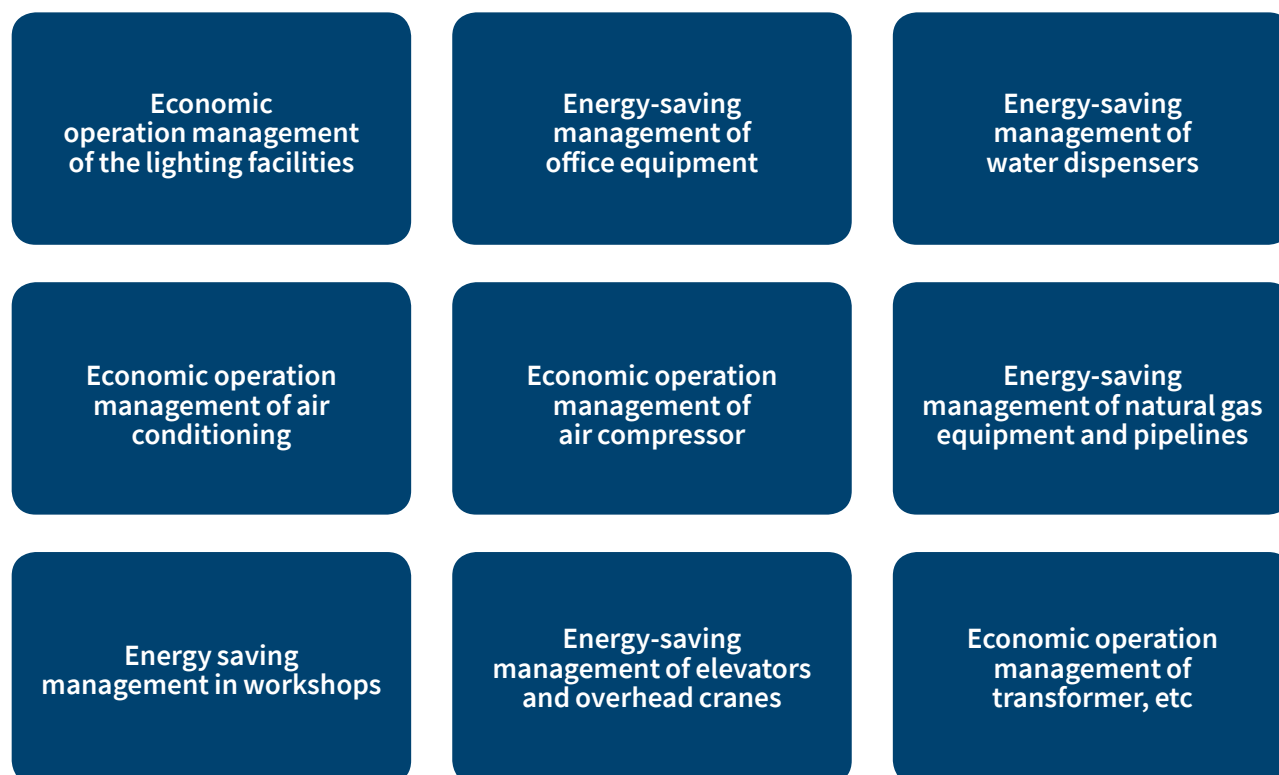 Economic
operation management
of the lighting facilities
Energy-saving
management of
office equipment
Energy-saving
management of
water dispensers
Economic operation
management of air
conditioning
Economic operation
management of
air compressor
Energy-saving
management of natural gas
equipment and pipelines
Energy saving
management in workshops
Energy-saving
management of elevators
and overhead cranes
Economic operation
management of
transformer, etc